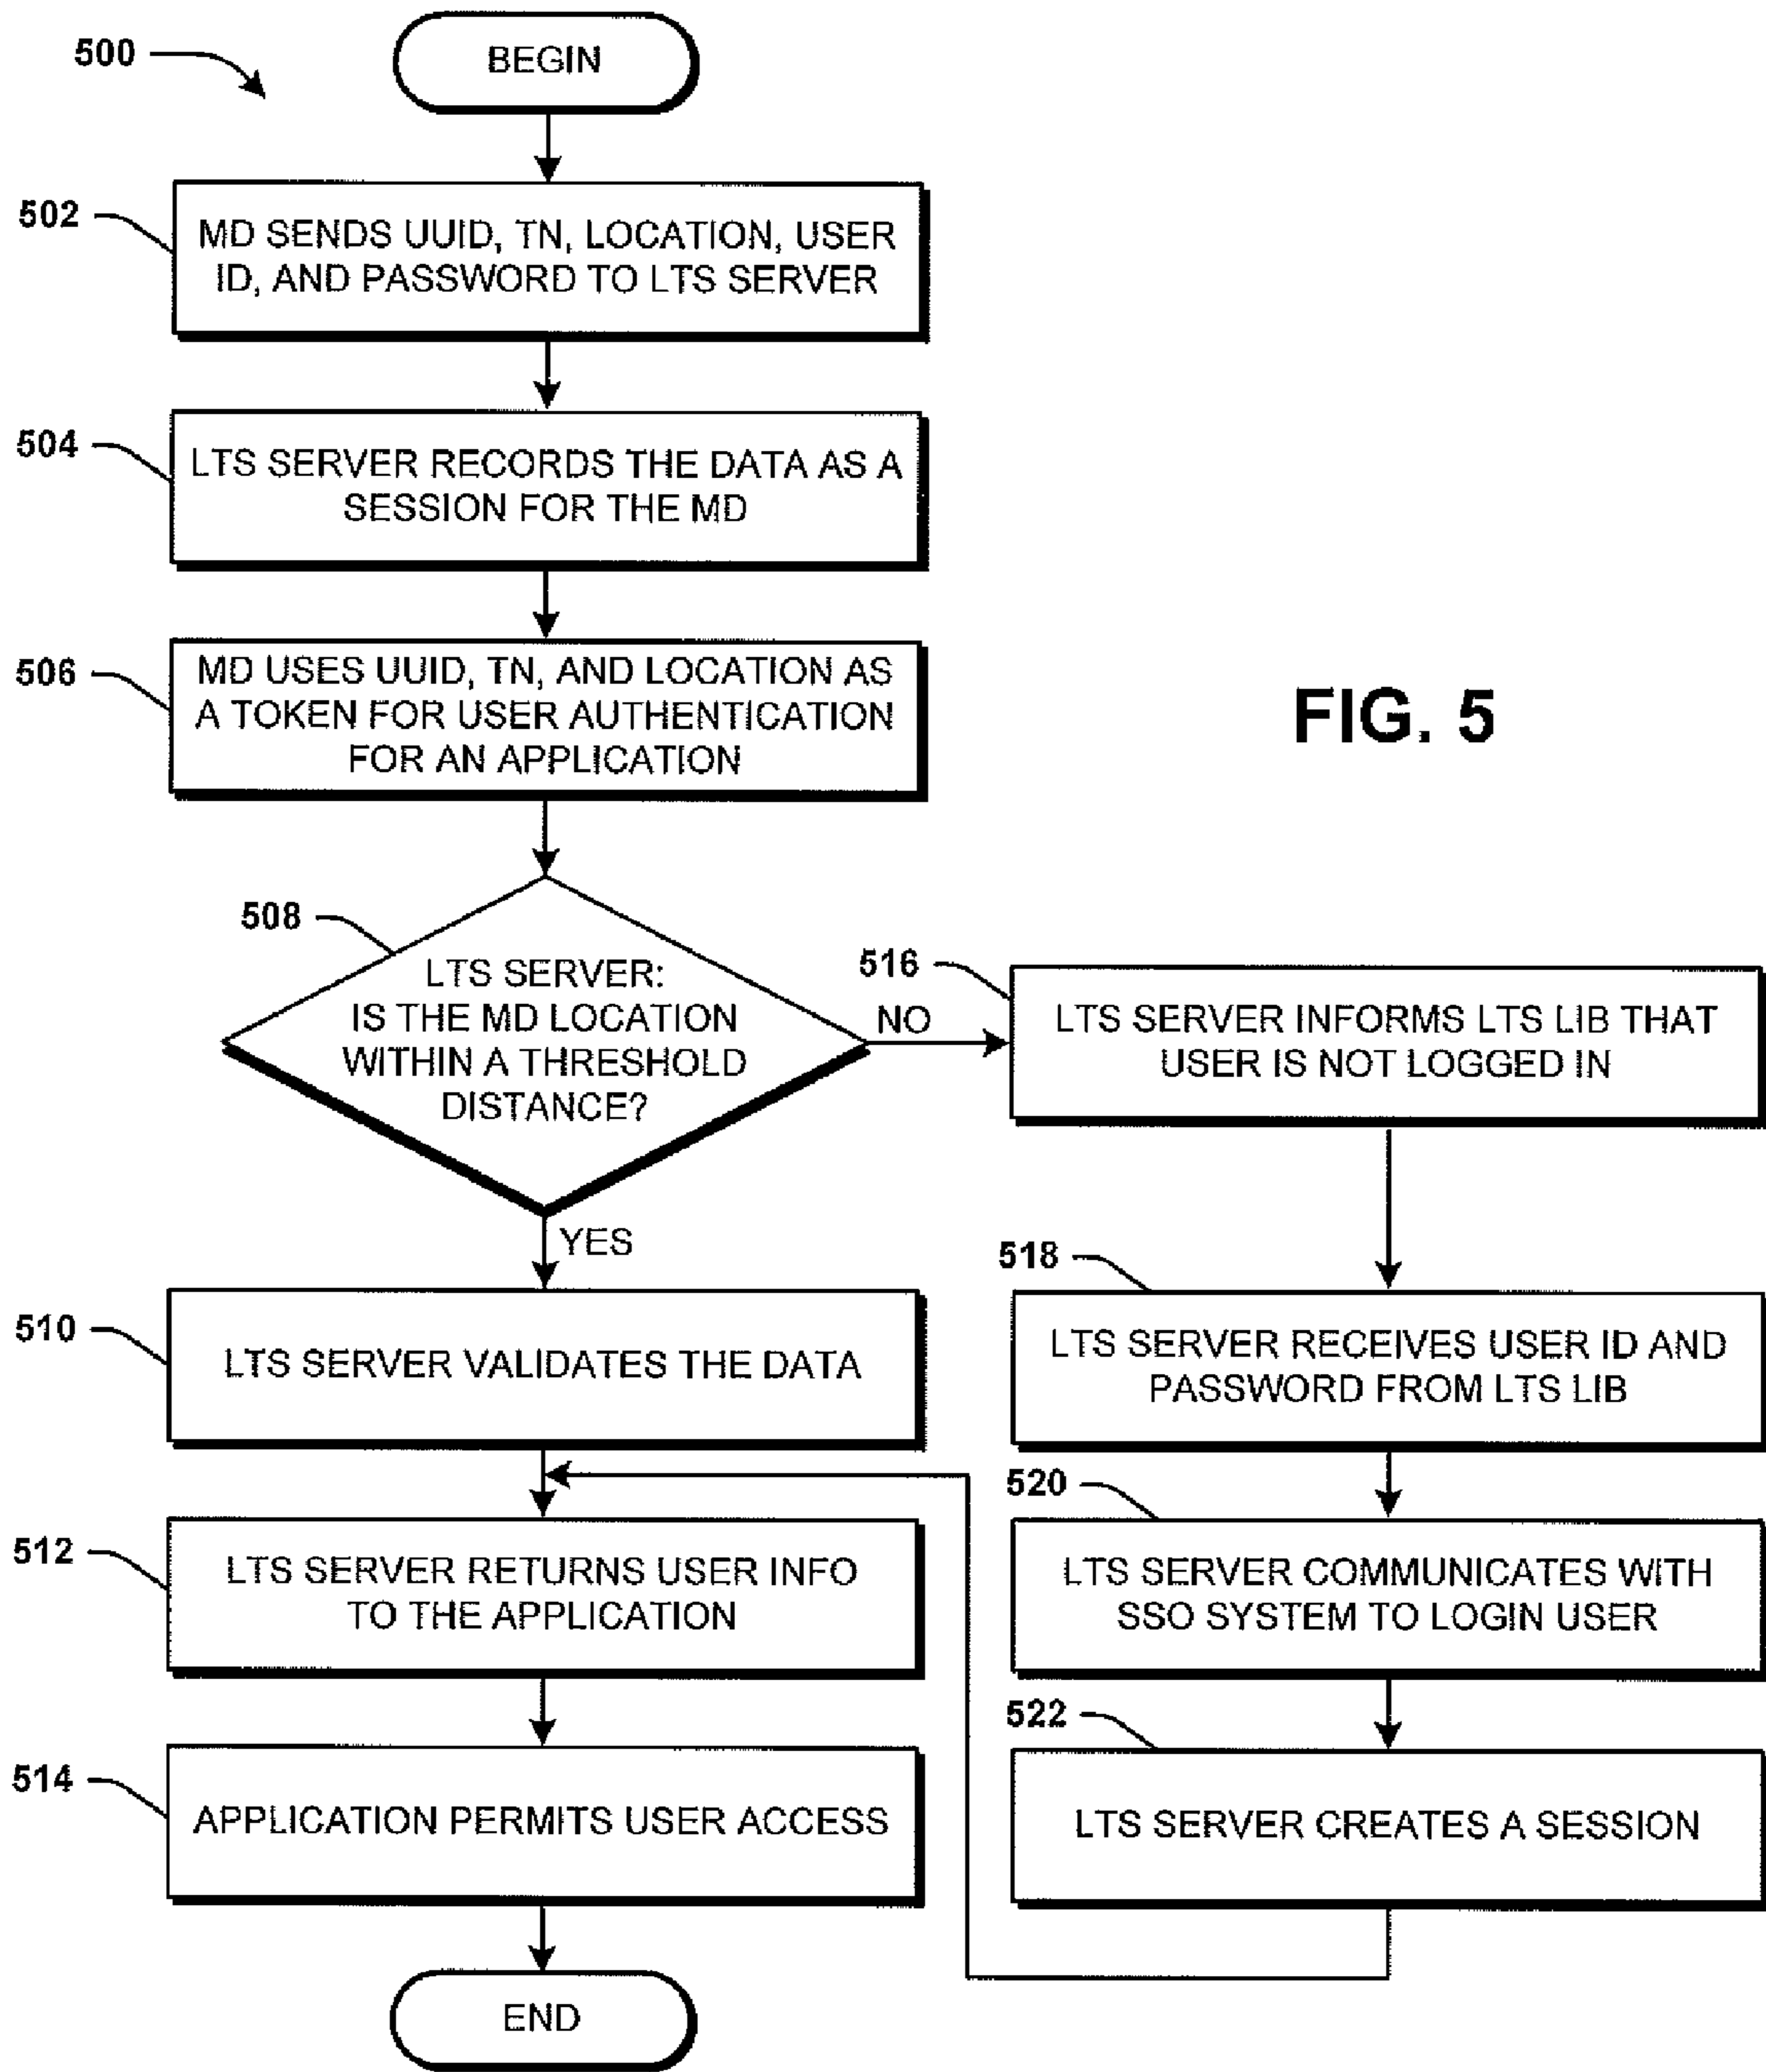 500
BEGIN
502
MD SENDS UUID, TN, LOCATION, USER
ID, AND PASSWORD TO LTS SERVER
504
LTS SERVER RECORDS THE DATA AS A
SESSION FOR THE MD
506
MD USES UUID, TN, AND LOCATION AS
A TOKEN FOR USER AUTHENTICATION
FOR AN APPLICATION
FIG. 5
508
LTS SERVER:
IS THE MD LOCATION
WITHIN A THRESHOLD
DISTANCE?
NO
YES
516
LTS SERVER INFORMS LTS LIB THAT
USER IS NOT LOGGED IN
510
LTS SERVER VALIDATES THE DATA
518
LTS SERVER RECEIVES USER ID AND
PASSWORD FROM LTS LIB
512
LTS SERVER RETURNS USER INFO
TO THE APPLICATION
520
LTS SERVER COMMUNICATES WITH
SSO SYSTEM TO LOGIN USER
514
APPLICATION PERMITS USER ACCESS
522
LTS SERVER CREATES A SESSION
END